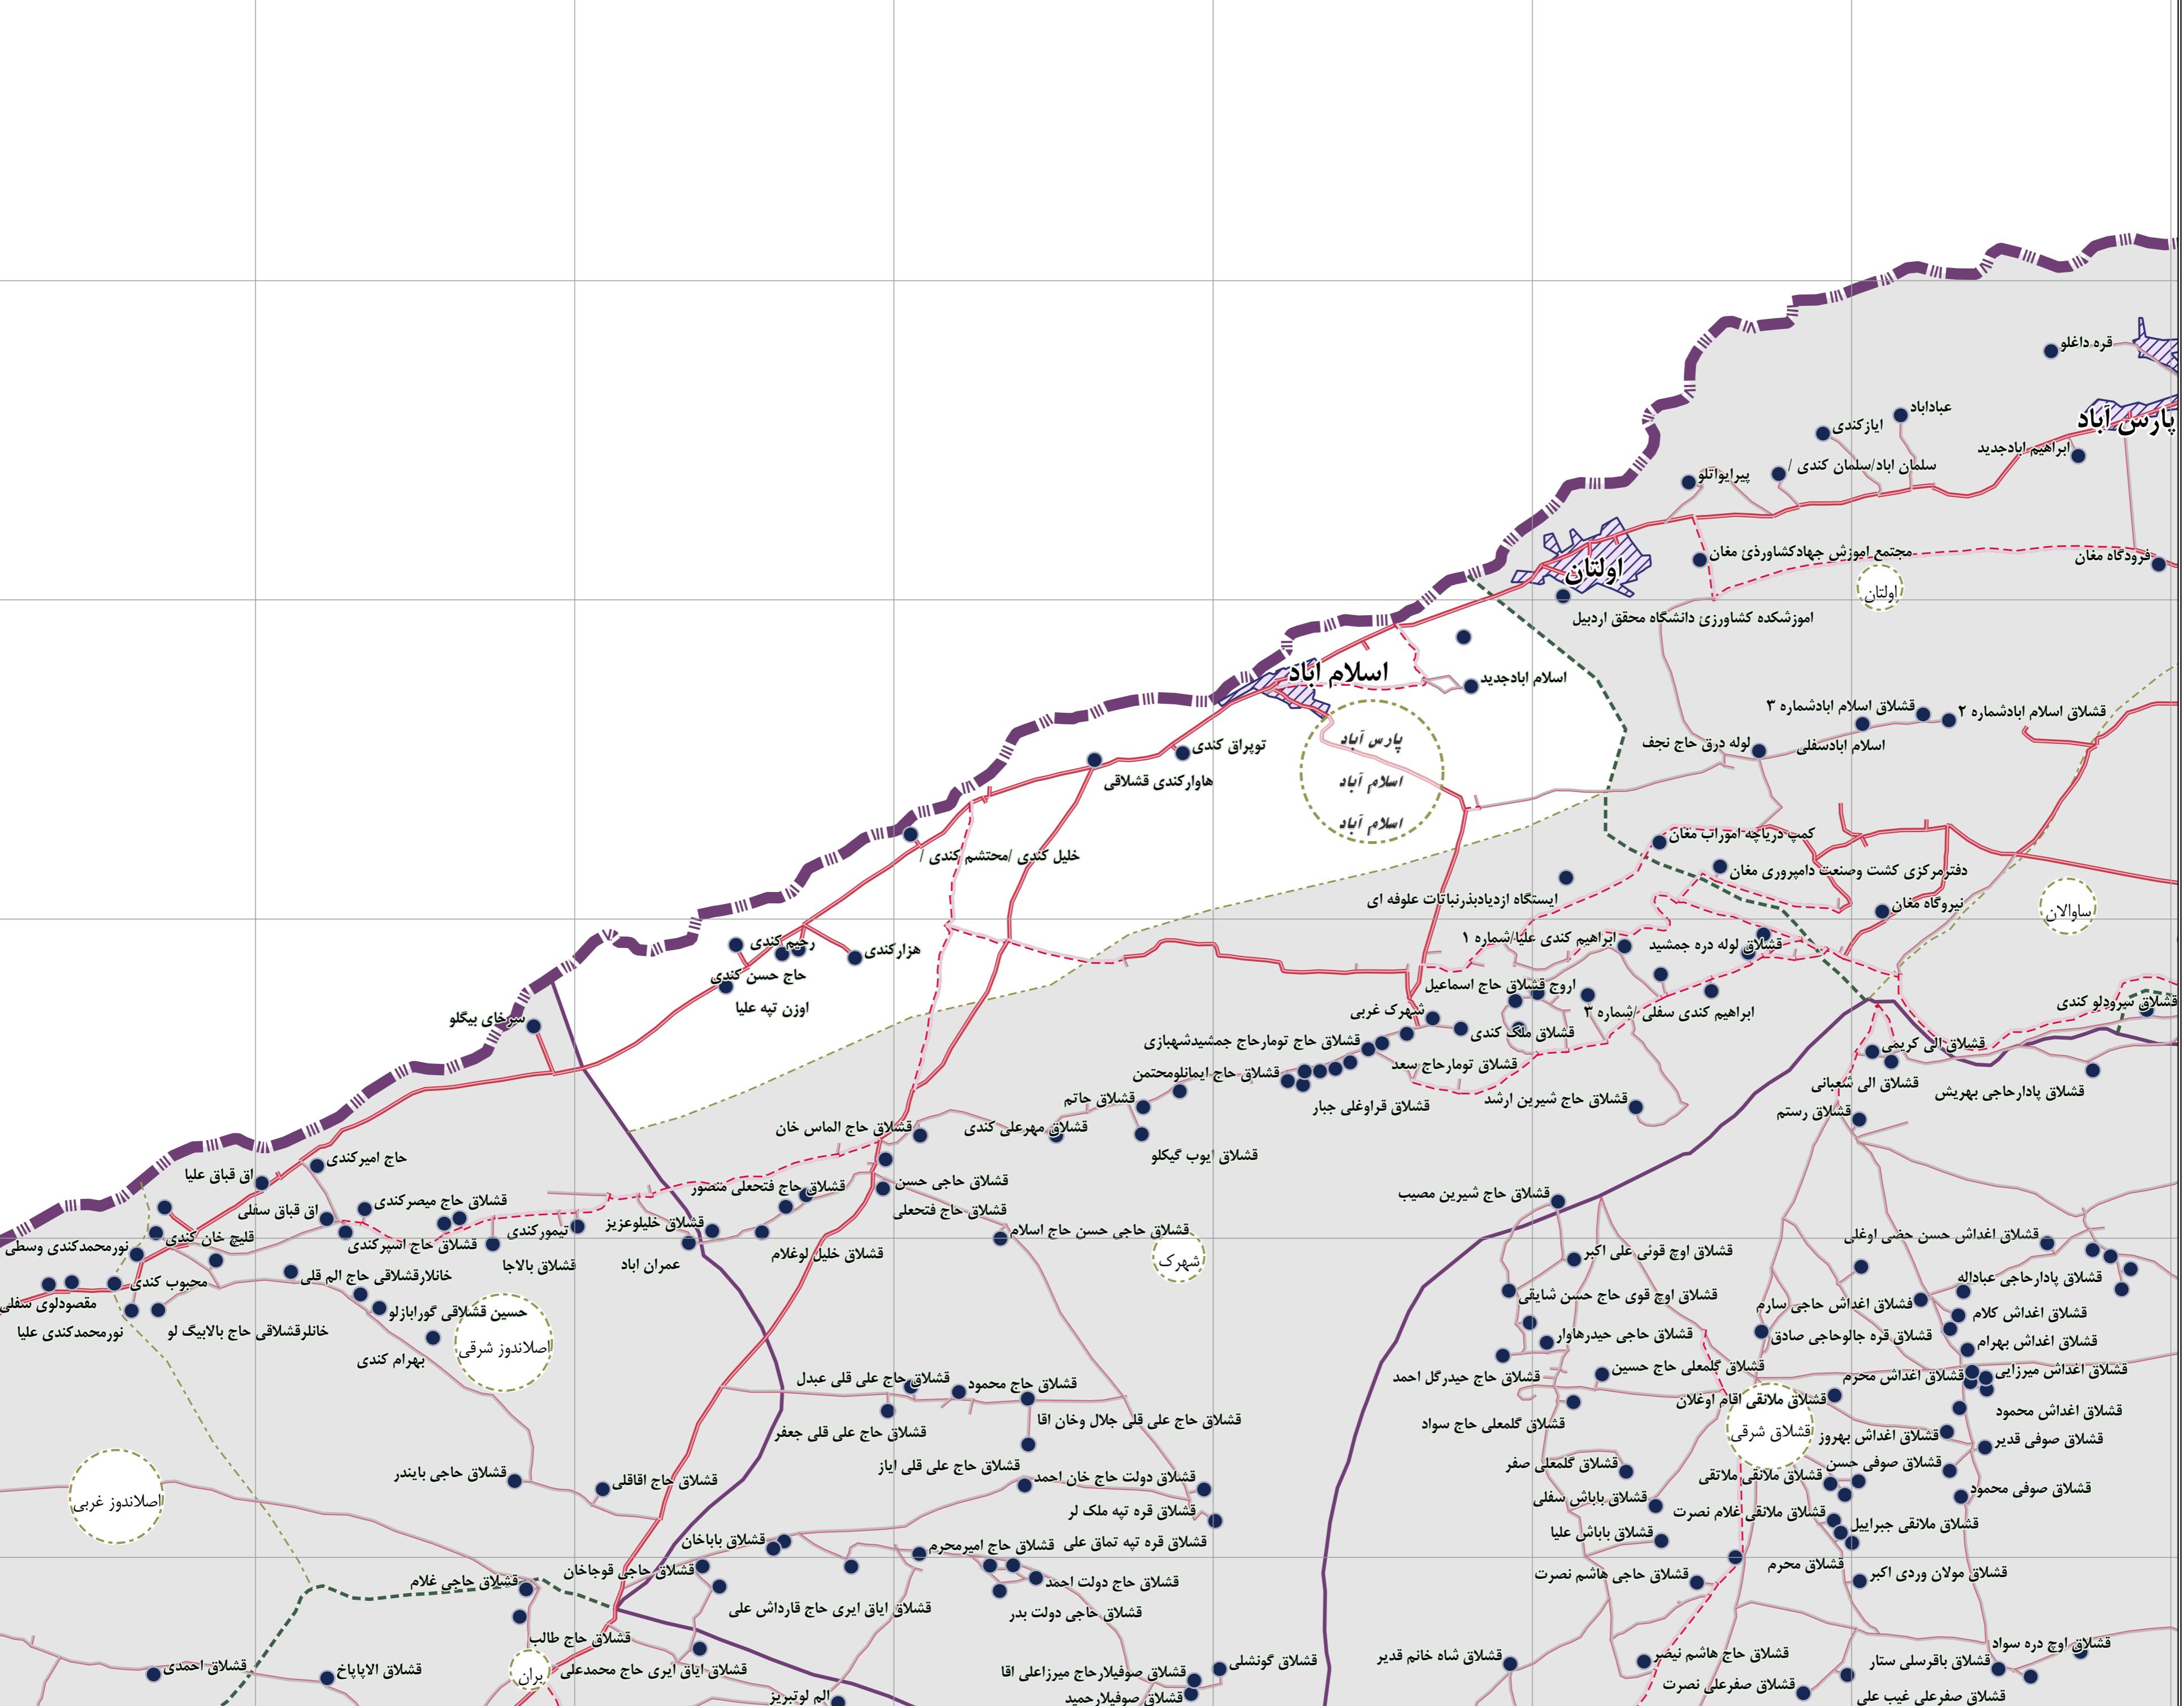 قره داغلو
پارس آباد
عباداباد
ایازکندی
ابراهیم ابادجدید
سلمان اباد/سلمان کندی /
پیرایواتلو
مجتمع اموزش جهادکشاورذئ مغان
فرودگاه مغان
اولتان
اولتان
اموزشکده کشاورزئ دانشگاه محقق اردبیل
اسلام اباد
اسلام ابادجدید
قشلاق اسلام ابادشماره ۳
قشلاق اسلام ابادشماره ۲
پارس آباد
اسلام آباد
اسلام آباد
لوله درق حاج نجف
اسلام ابادسفلی
توپراق کندی
هاوارکندی قشلاقی
کمپ دریاچه اموراب مغان
خلیل کندی /محتشم کندی /
دفترمرکزی کشت وصنعت دامپروری مغان
ایستگاه ازدیادبذرنباتات علوفه ای
نیروگاه مغان
ساوالان
رحیم کندی
هزارکندی
ابراهیم کندی علیا/شماره ۱
قشلاق لوله دره جمشید
حاج حسن کندی
اوزن تپه علیا
اروج قشلاق حاج اسماعیل
قشلاق سرودلو کندی
سرخای بیگلو
شهرک غربی
ابراهیم کندی سفلی /شماره ۳
قشلاق ملک کندی
قشلاق حاج تومارحاج جمشیدشهبازی
قشلاق الی کریمی
قشلاق تومارحاج سعد
قشلاق حاج ایمانلومحتمن
قشلاق الی شعبانی
قشلاق پادارحاجی بهریش
قشلاق حاتم
قشلاق قراوغلی جبار
قشلاق حاج شیرین ارشد
قشلاق رستم
قشلاق حاج الماس خان
قشلاق مهرعلی کندی
قشلاق ایوب گیکلو
حاج امیرکندی
اق قباق علیا
قشلاق حاجی حسن
قشلاق حاج فتحعلی منصور
قشلاق حاج شیرین مصیب
قشلاق حاج میصرکندی
اق قباق سفلی
قشلاق حاج فتحعلی
تیمورکندی
قشلاق خلیلوعزیز
قشلاق حاجی حسن حاج اسلام
قلیچ خان کندی
نورمحمدکندی وسطی
قشلاق حاج اسپرکندی
قشلاق بالاجا
عمران اباد
قشلاق خلیل لوغلام
شهرک
قشلاق اوچ قوئی علی اکبر
قشلاق اغداش حسن حضی اوغلی
محبوب کندی
خانلارقشلاقی حاج الم قلی
قشلاق پادارحاجی عباداله
مقصودلوی سفلی
حسین قشلاقی گورابازلو
قشلاق اوچ قوی حاج حسن شایقی
قشلاق اغداش حاجی سارم
قشلاق اغداش کلام
نورمحمدکندی علیا
خانلرقشلاقی حاج بالابیگ لو
اصلاندوز شرقی
قشلاق حاجی حیدرهاوار
قشلاق قره جالوحاجی صادق
قشلاق اغداش بهرام
بهرام کندی
قشلاق گلمعلی حاج حسین
قشلاق اغداش محرم
قشلاق اغداش میرزایی
قشلاق حاج علی قلی عبدل
قشلاق حاج محمود
قشلاق حاج حیدرگل احمد
قشلاق ملانقی اقام اوغلان
قشلاق حاج علی قلی جلال وخان اقا
قشلاق گلمعلی حاج سواد
قشلاق شرقی
قشلاق اغداش محمود
قشلاق حاج علی قلی جعفر
قشلاق اغداش بهروز
قشلاق صوفی قدیر
قشلاق حاجی بایندر
قشلاق حاج اقاقلی
قشلاق حاج علی قلی ایاز
قشلاق دولت حاج خان احمد
قشلاق گلمعلی صفر
قشلاق ملانقی ملانقی
قشلاق صوفی حسن
قشلاق صوفی محمود
اصلاندوز غربی
قشلاق قره تپه ملک لر
قشلاق باباش سفلی
قشلاق ملانقی غلام نصرت
قشلاق ملانقی جبراییل
قشلاق باباخان
قشلاق حاج امیرمحرم
قشلاق قره تپه تماق علی
قشلاق باباش علیا
قشلاق محرم
قشلاق حاجی غلام
قشلاق حاجی قوجاخان
قشلاق حاج دولت احمد
قشلاق حاجی هاشم نصرت
قشلاق مولان وردی اکبر
قشلاق ایاق ایری حاج قارداش علی
قشلاق حاجی دولت بدر
قشلاق حاج طالب
قشلاق احمدی
قشلاق الاپاپاخ
بران
قشلاق ایاق ایری حاج محمدعلی
قشلاق صوفیلارحاج میرزاعلی اقا
قشلاق گونشلی
قشلاق شاه خانم قدیر
قشلاق حاج هاشم نیضر
قشلاق باقرسلی ستار
قشلاق اوچ دره سواد
الم لوتبریز
قشلاق صوفیلارحمید
قشلاق صفرعلی نصرت
قشلاق صفرعلی غیب علی